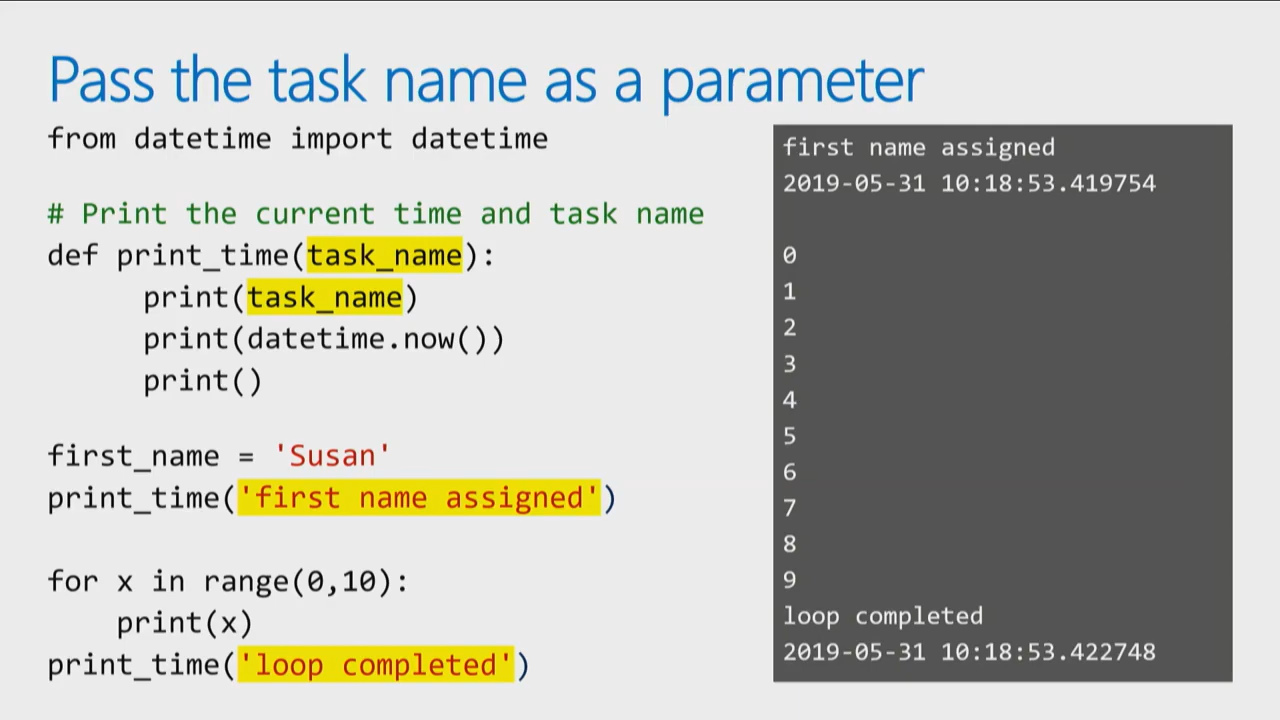 Pass the task name as a parameter
from datetime import datetime
# Print the current time and task name
def print_time(task_name):
print(task_name)
print(datetime.now())
print()
first_name = 'Susan'
print_time('first name assigned')
for x in range(0,10):
print(x)
print_time('loop completed')
first name assigned
2019-05-31 10:18:53.419754
0
1
2
3
4
5
6
7
8
9
loop completed
2019-05-31 10:18:53.422748